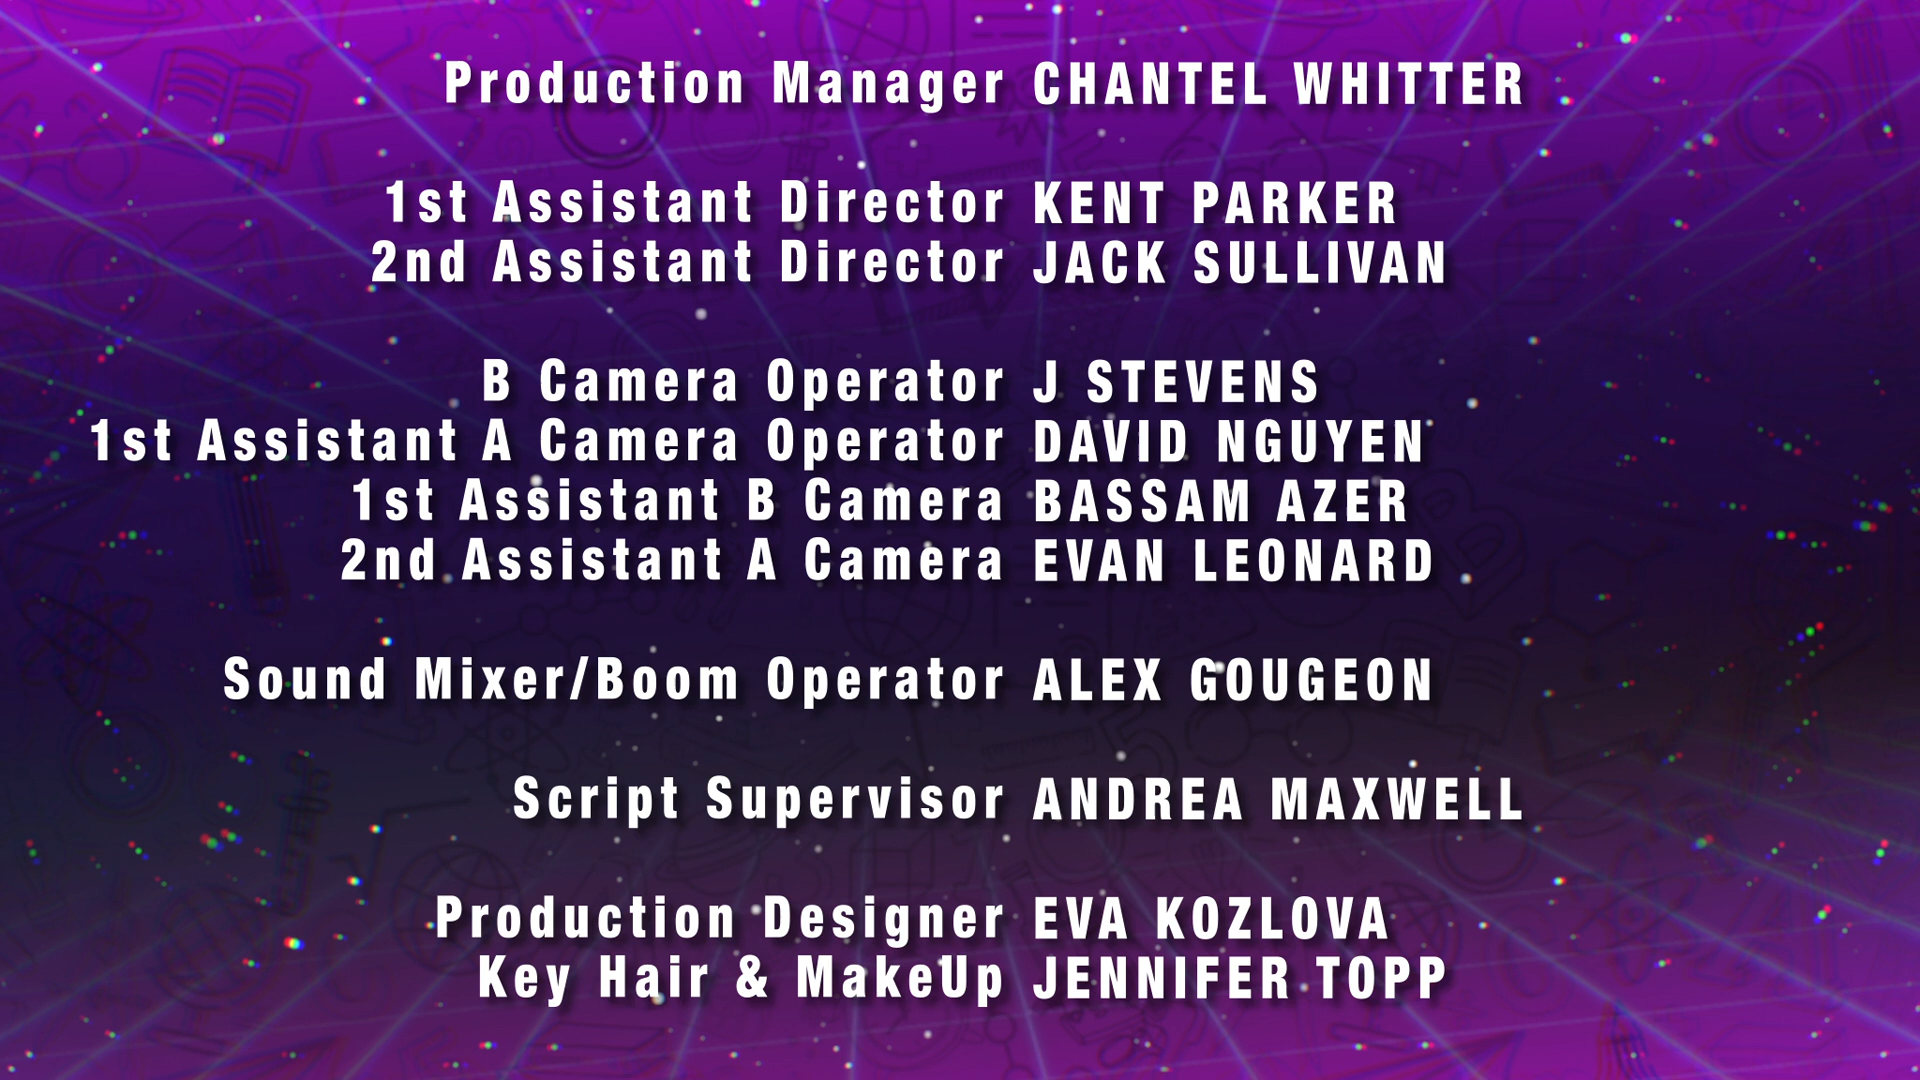 Production Manager CHANTEL WHITTER
1st Assistant Director KENT PARKER
2nd Assistant Director JACK SULLIVAN
B Camera Operator J STEVENS
1st Assistant A Camera Operator DAVID NGUYEN
1st Assistant B Camera BASSAM AZER
2nd Assistant A Camera EVAN LEONARD
Sound Mixer/Boom Operator ALEX GOUGEON
Script Supervisor ANDREA MAXWELL
Production Designer EVA KOZLOVA
Key Hair & MakeUp JENNIFER TOPP